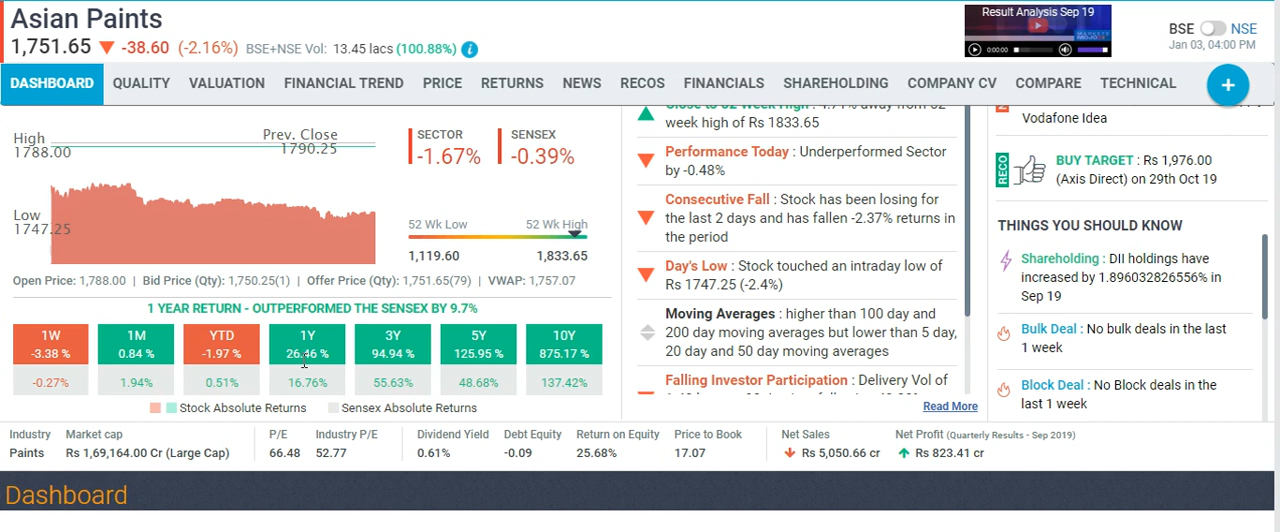 Asian Paints
1,751.65 -38.60 (-2.16%) BSE+NSE Vol: 13.45 lacs (100.88%) i
Result Analysis Sep 19
0:00:00
BSE NSE
Jan 03, 04:00 PM
DASHBOARD QUALITY VALUATION FINANCIAL TREND PRICE RETURNS NEWS RECOS FINANCIALS SHAREHOLDING COMPANY CV COMPARE TECHNICAL +
High
1788.00
Prev. Close
1790.25
Low
1747.25
SECTOR
-1.67%
SENSEX
-0.39%
52 Wk Low 52 Wk High
1,119.60 1,833.65
Open Price: 1,788.00 | Bid Price (Qty): 1,750.25(1) | Offer Price (Qty): 1,751.65(79) | VWAP: 1,757.07
1 YEAR RETURN - OUTPERFORMED THE SENSEX BY 9.7%
1W 1M YTD 1Y 3Y 5Y 10Y
-3.38 % 0.84 % -1.97 % 26.46 % 94.94 % 125.95 % 875.17 %
-0.27% 1.94% 0.51% 16.76% 55.63% 48.68% 137.42%
Stock Absolute Returns Sensex Absolute Returns
Close to 52 Week High : 4.71% away from 52
week high of Rs 1833.65
Performance Today : Underperformed Sector
by -0.48%
Consecutive Fall : Stock has been losing for
the last 2 days and has fallen -2.37% returns in
the period
Day's Low : Stock touched an intraday low of
Rs 1747.25 (-2.4%)
Moving Averages : higher than 100 day and
200 day moving averages but lower than 5 day,
20 day and 50 day moving averages
Falling Investor Participation : Delivery Vol of
Read More
Vodafone Idea
RECO
BUY TARGET : Rs 1,976.00
(Axis Direct) on 29th Oct 19
THINGS YOU SHOULD KNOW
Shareholding : DII holdings have
increased by 1.896032826556% in
Sep 19
Bulk Deal : No bulk deals in the last
1 week
Block Deal : No Block deals in the
last 1 week
Industry Market cap P/E Industry P/E Dividend Yield Debt Equity Return on Equity Price to Book Net Sales Net Profit (Quarterly Results - Sep 2019)
Paints Rs 1,69,164.00 Cr (Large Cap) 66.48 52.77 0.61% -0.09 25.68% 17.07 Rs 5,050.66 cr Rs 823.41 cr
Dashboard